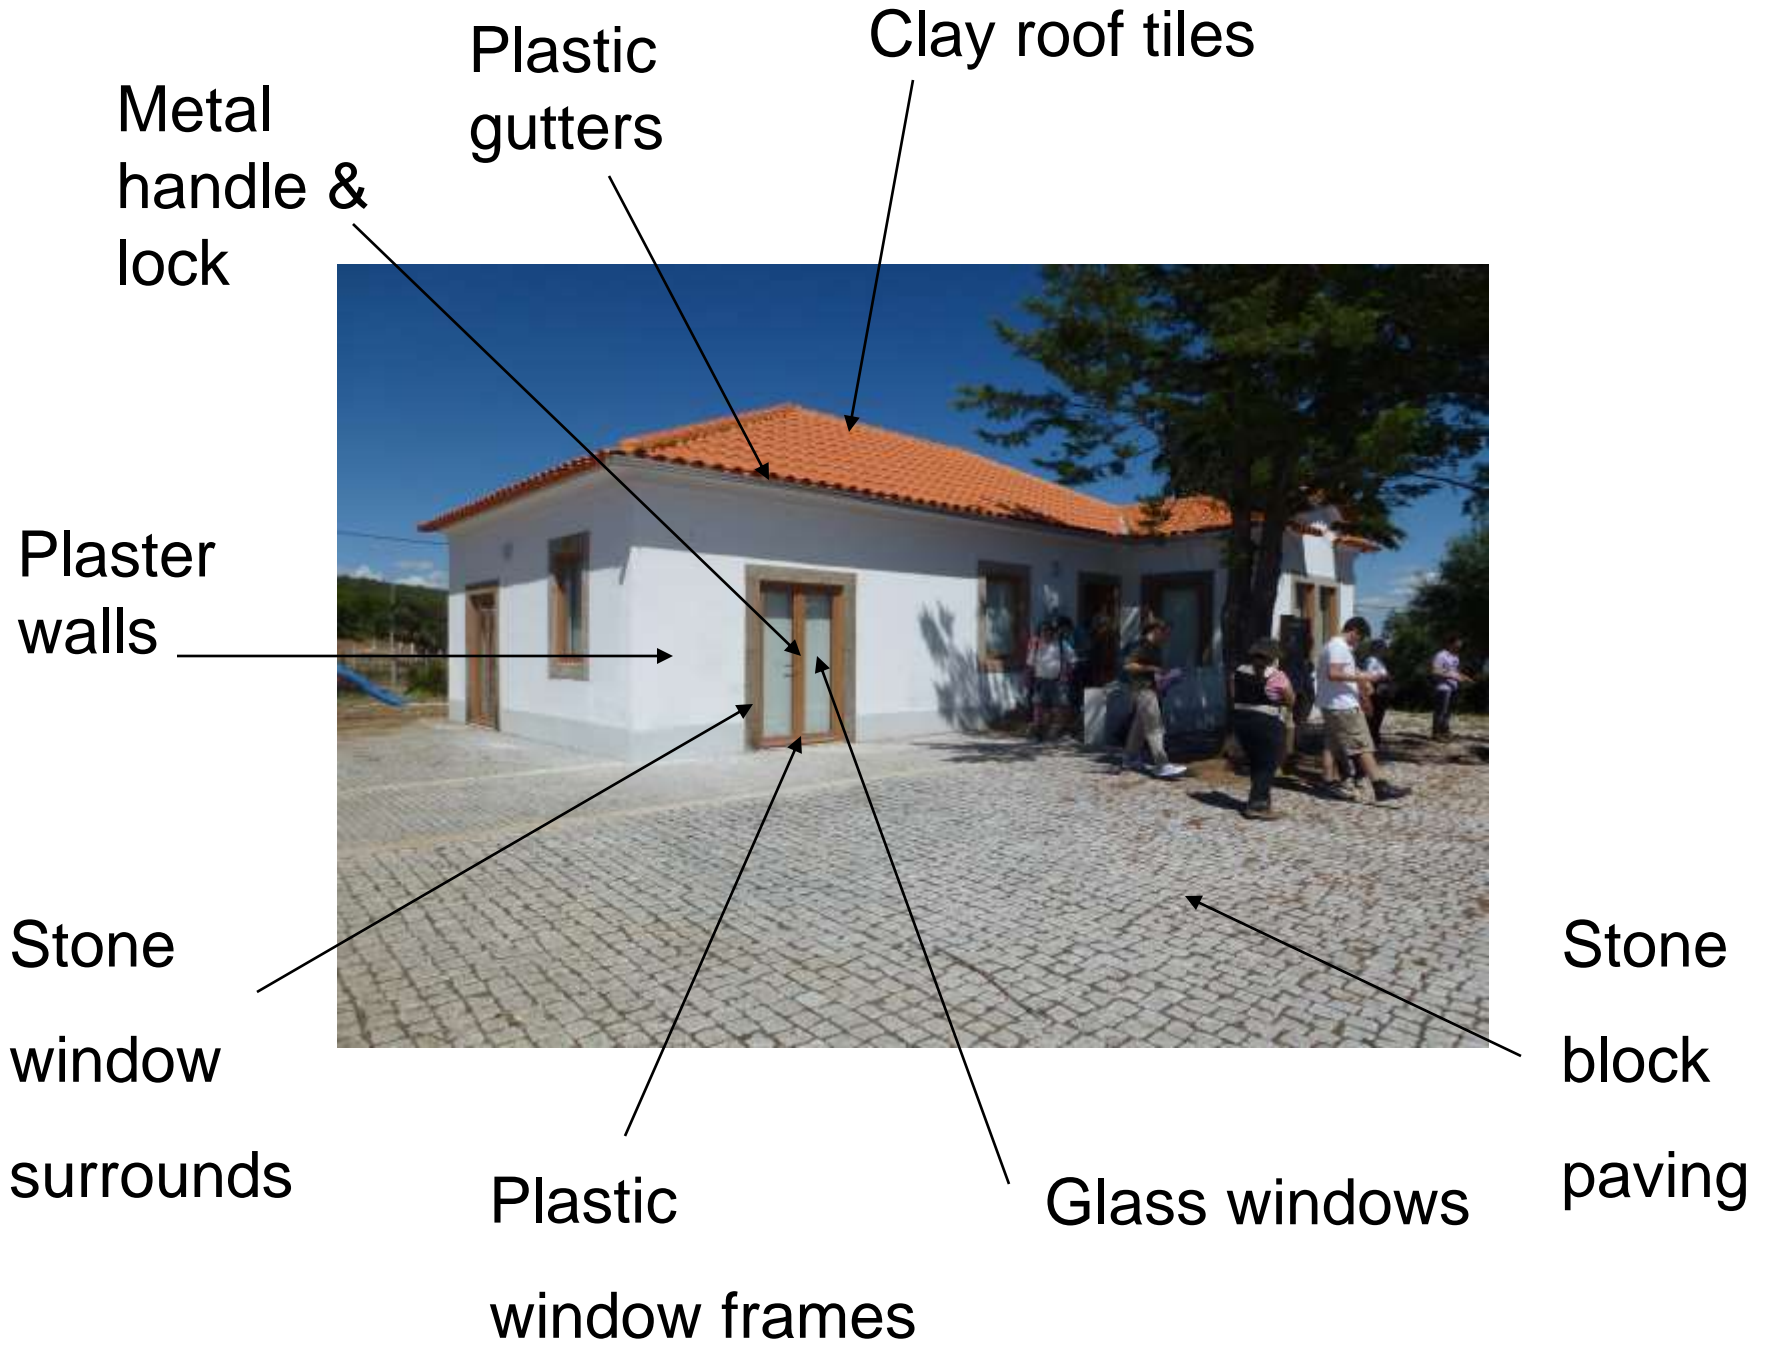 Clay roof tiles
Plastic
gutters
Metal
handle &
lock
Plaster
walls
Stone
window
surrounds
Plastic
window frames
Glass windows
Stone
block
paving